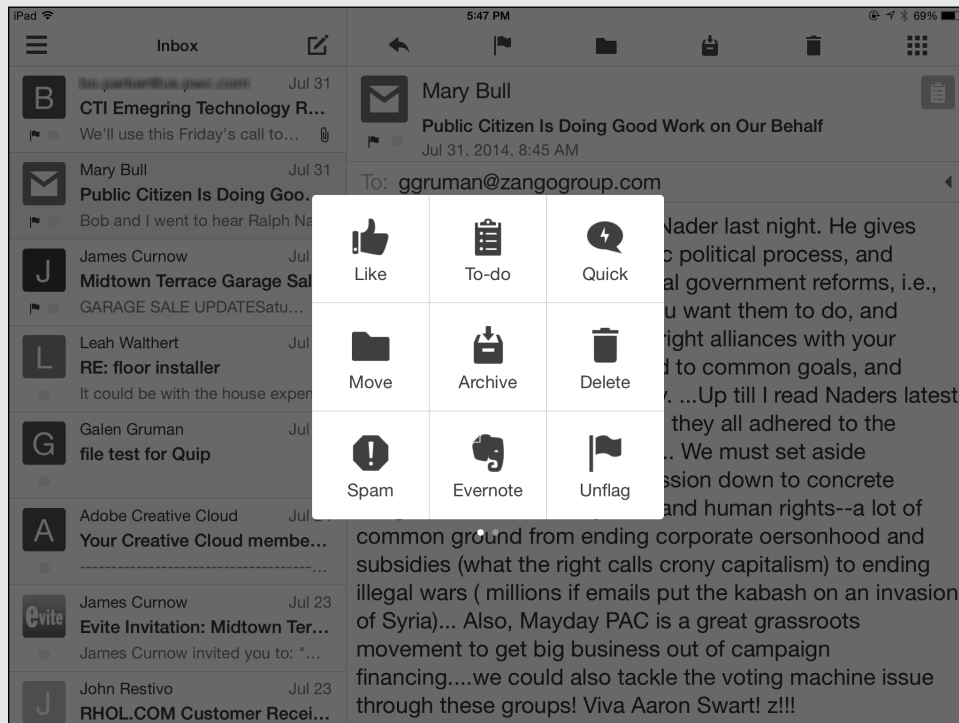 iPad
5:47 PM
69%
Inbox
B
Jul 31
CTI Emegring Technology R...
We'll use this Friday's call to...
Mary Bull
Jul 31
Public Citizen Is Doing Goo.
Bob and I went to hear Ralph Na
J
James Curnow
Jul
Midtown Terrace Garage Sal
GARAGE SALE UPDATESatu...
L
Leah Walthert
Jul
RE: floor installer
It could be with the house expen
G
Galen Gruman
Jul
file test for Quip
A
Adobe Creative Cloud
Jul
Your Creative Cloud membe...
------------------------------------...
evite
James Curnow
Jul 23
Evite Invitation: Midtown Ter...
James Curnow invited you to: "...
J
John Restivo
Jul 23
RHOL.COM Customer Recei...
Mary Bull
Public Citizen Is Doing Good Work on Our Behalf
Jul 31, 2014, 8:45 AM
To: ggruman@zangogroup.com
Nader last night. He gives
c political process, and
al government reforms, i.e.,
u want them to do, and
ight alliances with your
d to common goals, and
. ...Up till I read Naders latest
they all adhered to the
.. We must set aside
ssion down to concrete
and human rights--a lot of
common ground from ending corporate oersonhood and
subsidies (what the right calls crony capitalism) to ending
illegal wars ( millions if emails put the kabash on an invasion
of Syria)... Also, Mayday PAC is a great grassroots
movement to get big business out of campaign
financing....we could also tackle the voting machine issue
through these groups! Viva Aaron Swart! z!!!
Like
To-do
Quick
Move
Archive
Delete
Spam
Evernote
Unflag